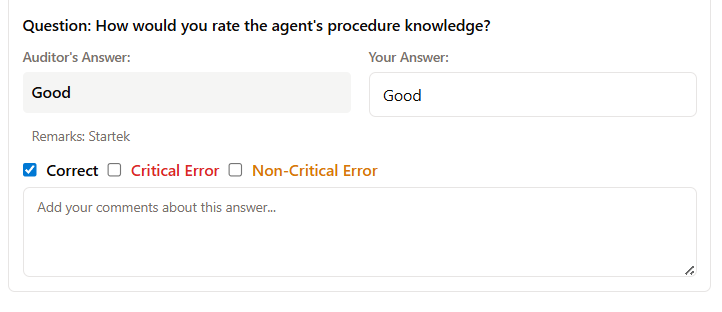 Question: How would you rate the agent's procedure knowledge?
Auditor's Answer:
Your Answer:
Good
Good
Remarks: Startek
Correct Critical Error Non-Critical Error
Add your comments about this answer...